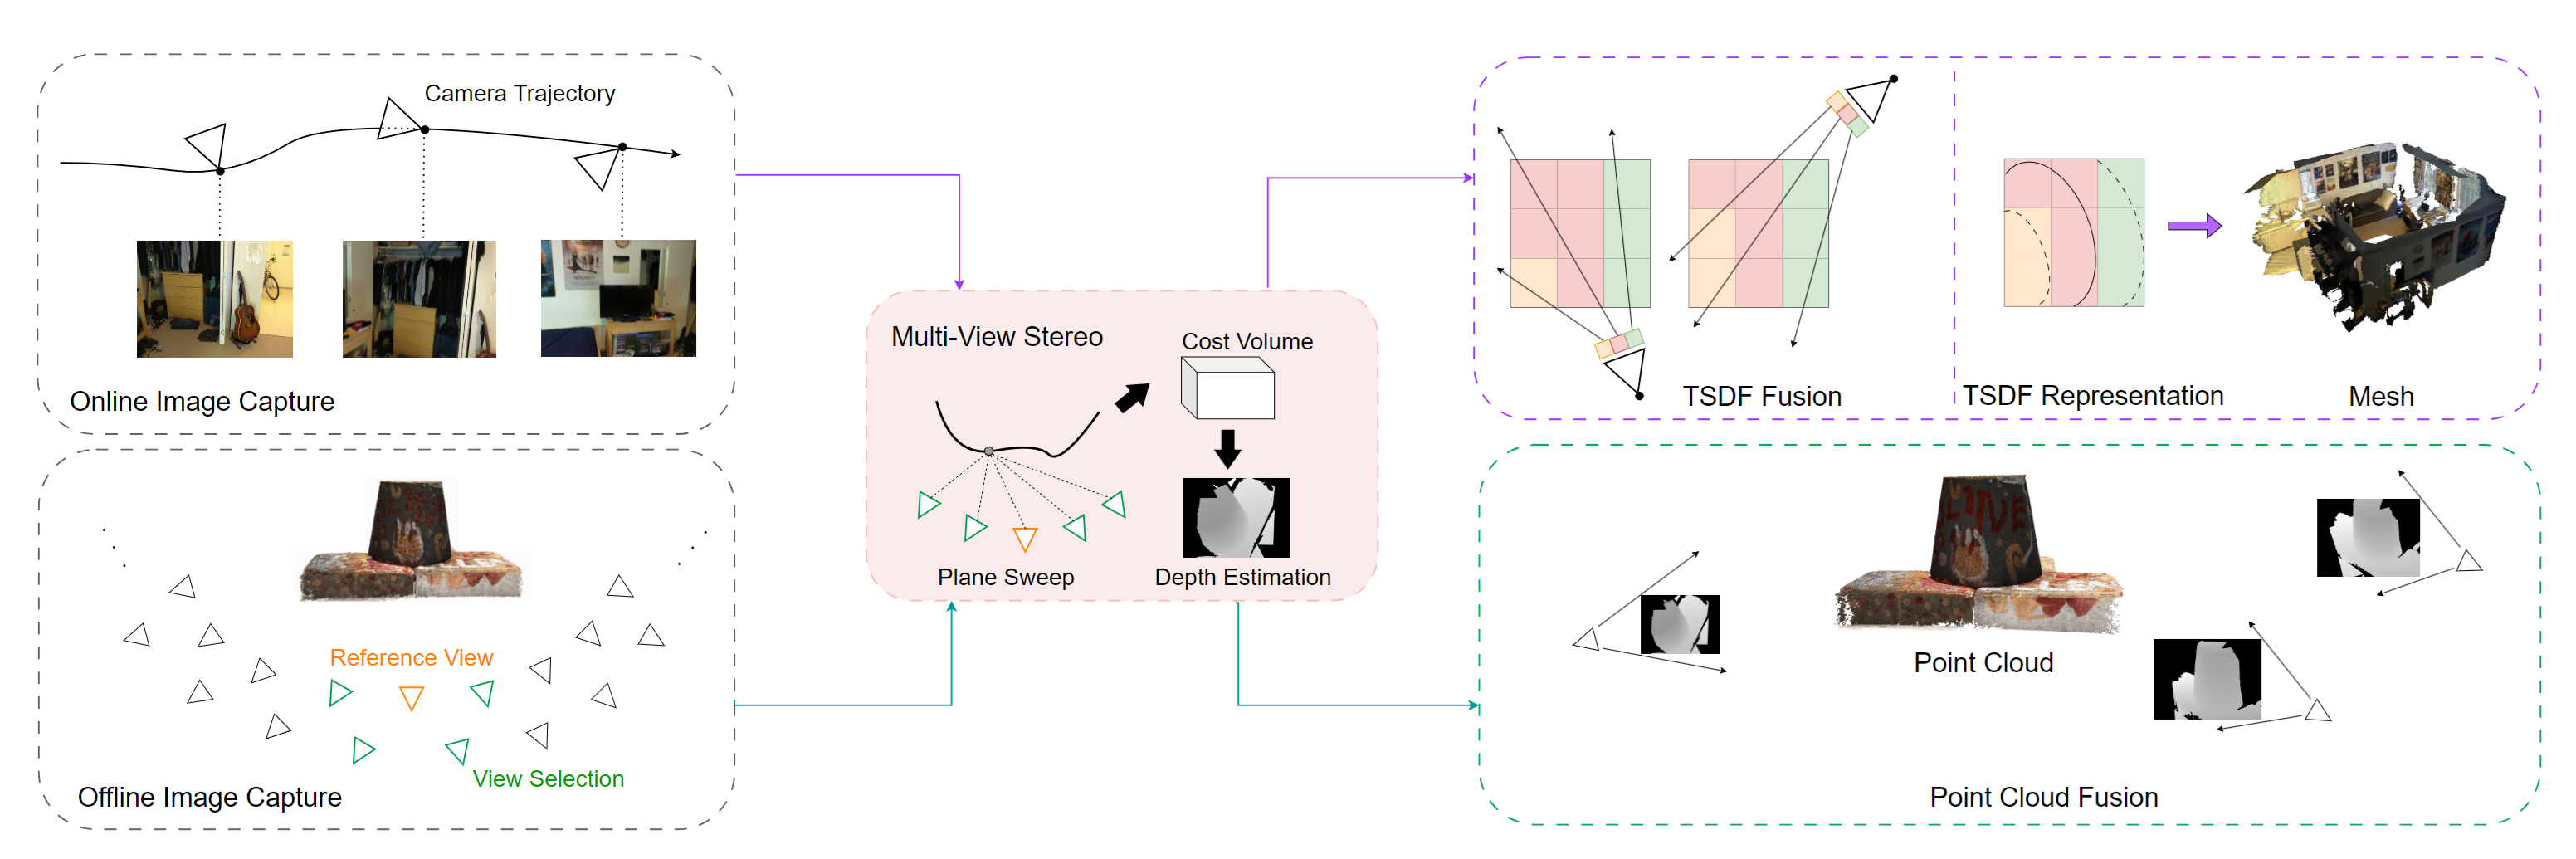 Camera Trajectory
Online Image Capture
Reference View
View Selection
Offline Image Capture
Multi-View Stereo
Cost Volume
Plane Sweep
Depth Estimation
TSDF Fusion
TSDF Representation
Mesh
Point Cloud
Point Cloud Fusion